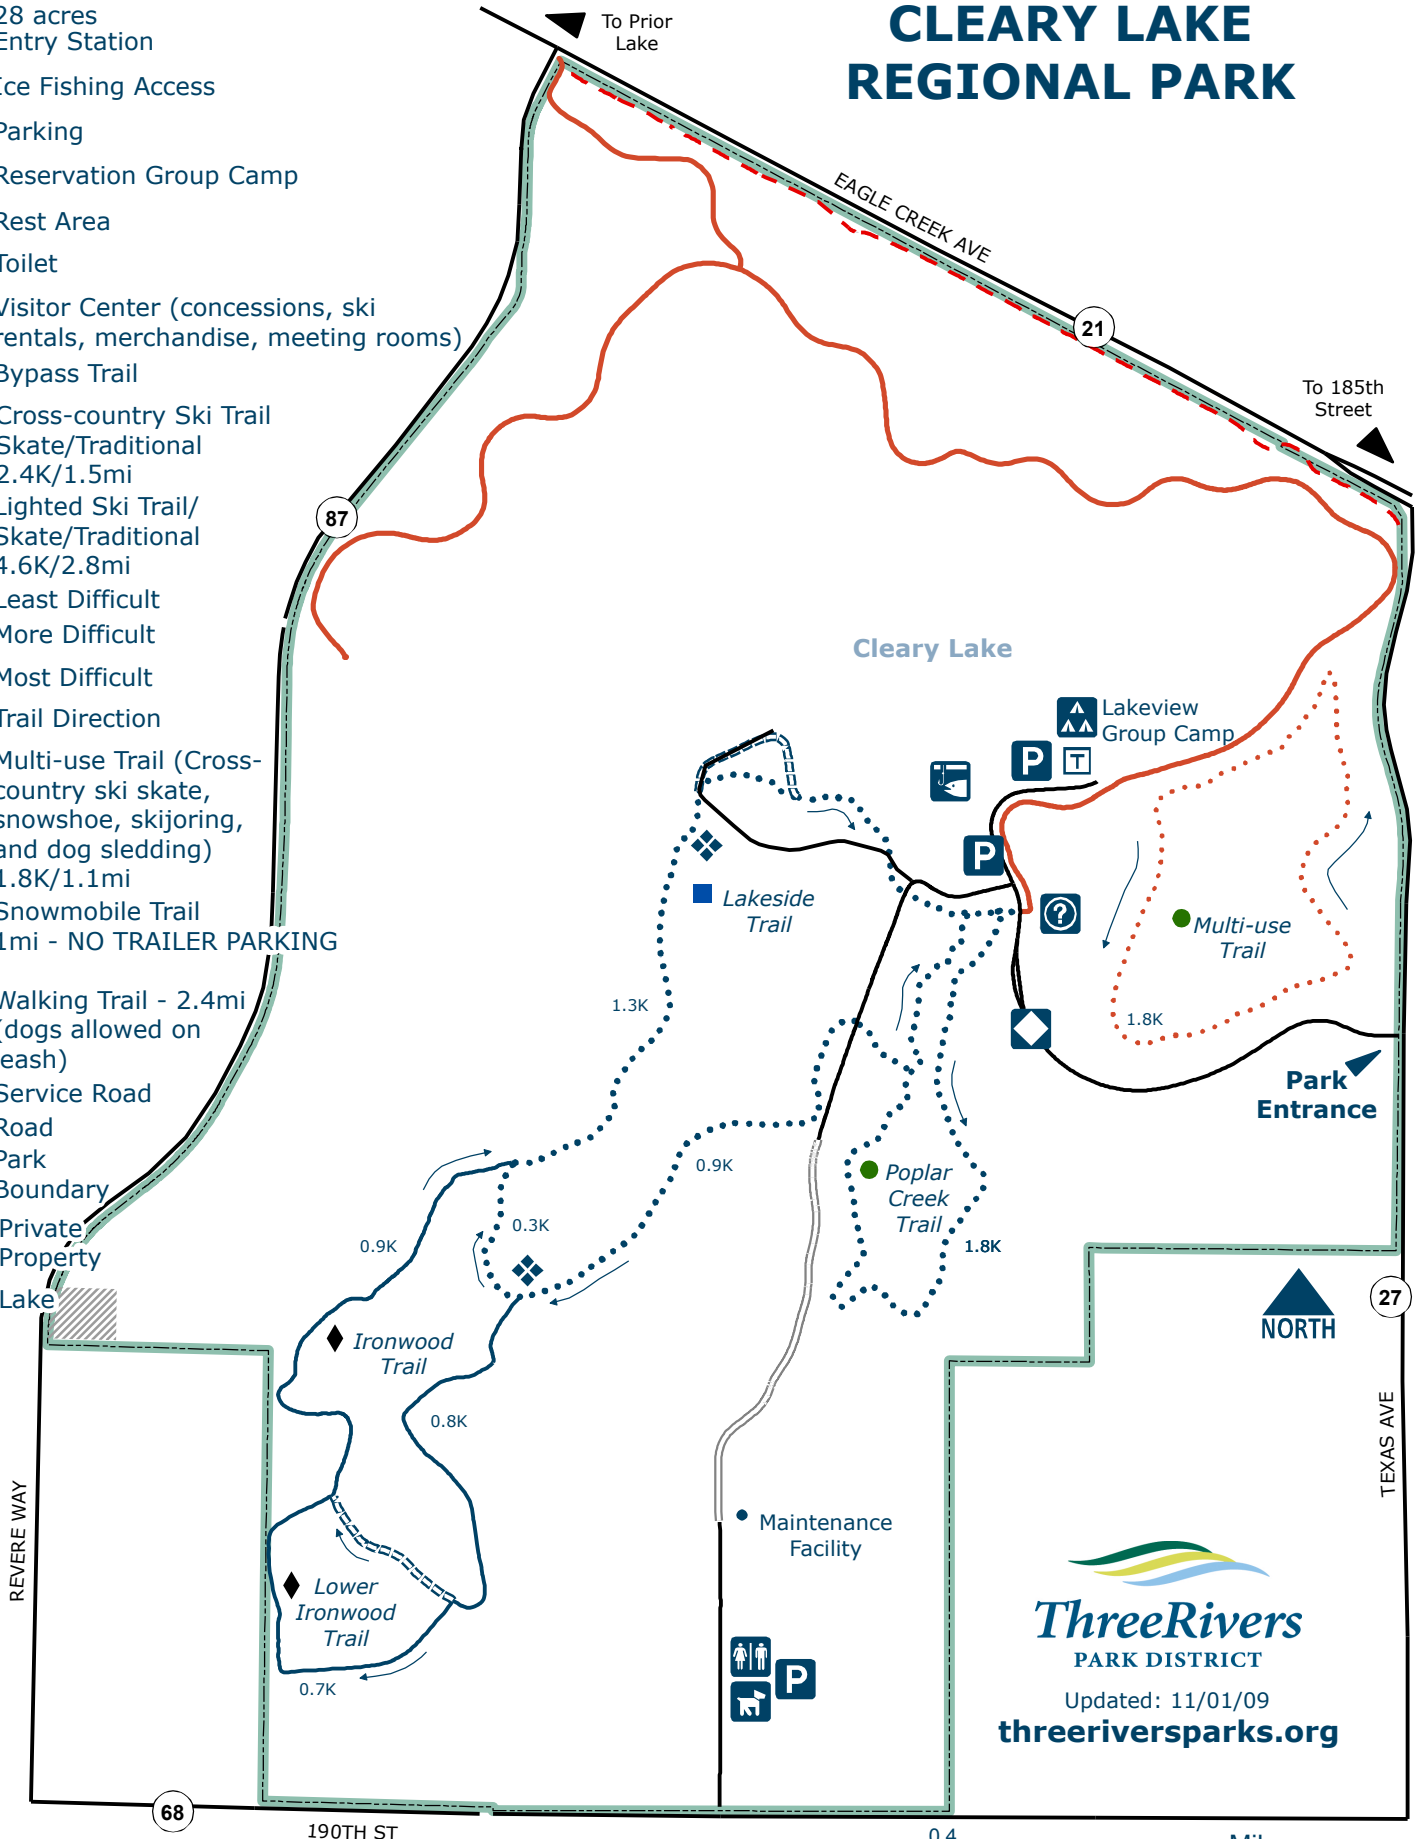 CLEARY LAKE
REGIONAL PARK
To Prior
Lake
28 acres
Entry Station
Ice Fishing Access
Parking
Reservation Group Camp
Rest Area
Toilet
Visitor Center (concessions, ski
rentals, merchandise, meeting rooms)
Bypass Trail
Cross-country Ski Trail
Skate/Traditional
2.4K/1.5mi
Lighted Ski Trail/
Skate/Traditional
4.6K/2.8mi
Least Difficult
More Difficult
Most Difficult
Trail Direction
Multi-use Trail (Cross-
country ski skate,
snowshoe, skijoring,
and dog sledding)
1.8K/1.1mi
Snowmobile Trail
1mi - NO TRAILER PARKING
Walking Trail - 2.4mi
(dogs allowed on
leash)
Service Road
Road
Park
Boundary
Private
Property
Lake
EAGLE CREEK AVE
21
To 185th
Street
87
Cleary Lake
Lakeview
Group Camp
P
T
P
?
Lakeside
Trail
Multi-use
Trail
1.3K
1.8K
Park
Entrance
0.9K
Poplar
Creek
Trail
1.8K
0.3K
0.9K
27
NORTH
Ironwood
Trail
0.8K
TEXAS AVE
REVERE WAY
Maintenance
Facility
Lower
Ironwood
Trail
0.7K
P
ThreeRivers
PARK DISTRICT
Updated: 11/01/09
threeriversparks.org
68
190TH ST
0.4